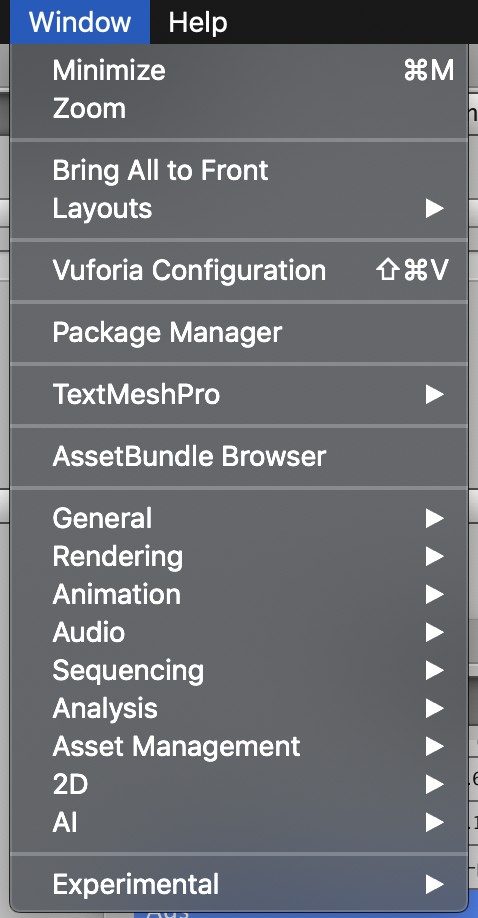 Window Help
Minimize ⌘M
Zoom
Bring All to Front
Layouts ▶
Vuforia Configuration ⇧⌘V
Package Manager
TextMeshPro ▶
AssetBundle Browser
General ▶
Rendering ▶
Animation ▶
Audio ▶
Sequencing ▶
Analysis ▶
Asset Management ▶
2D ▶
AI ▶
Experimental ▶